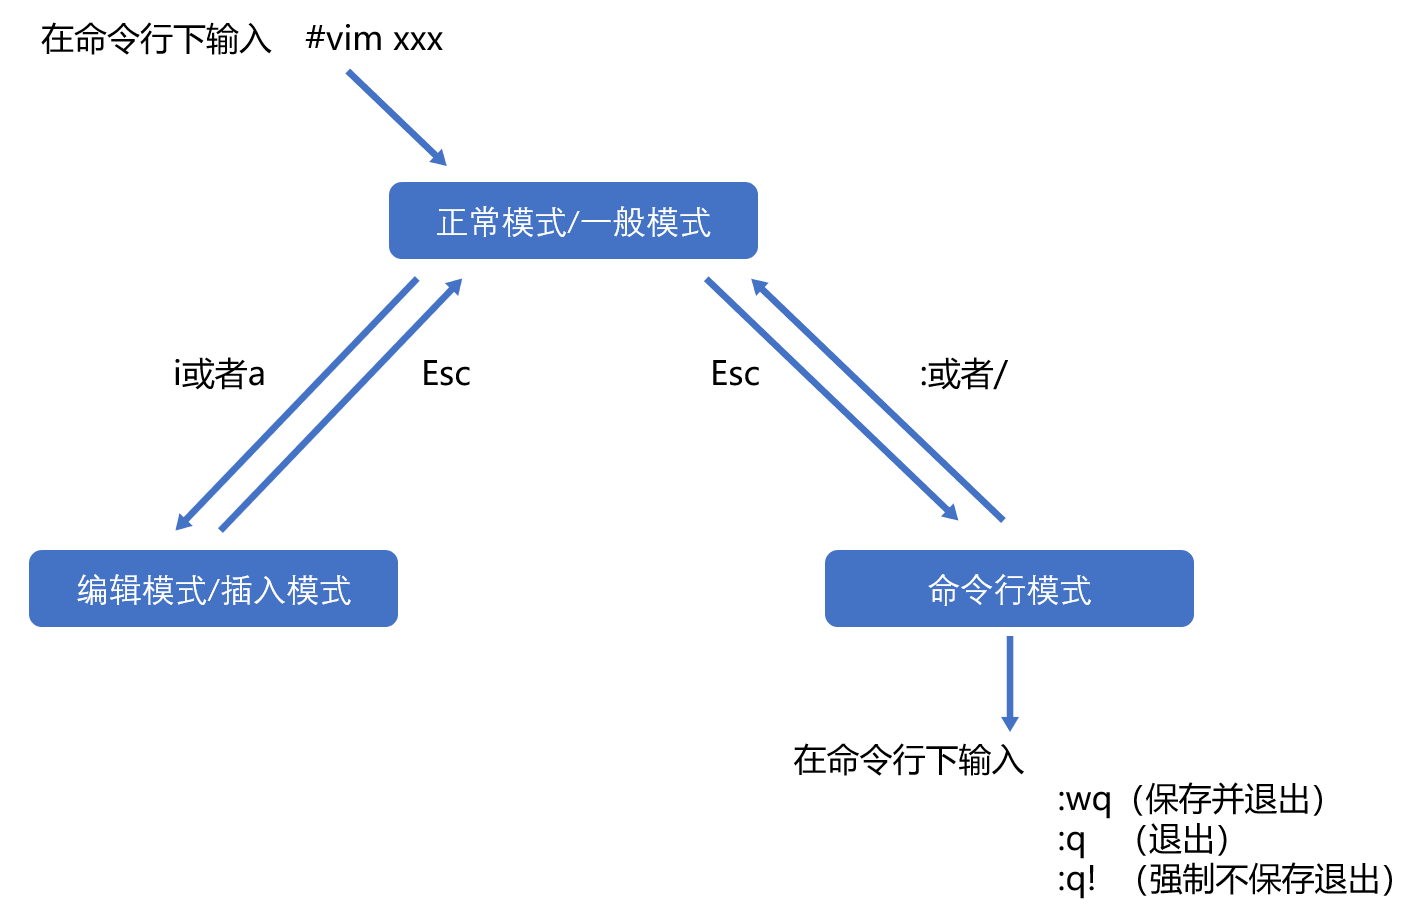 在命令行下输入 #vim xxx
正常模式/一般模式
i或者a
Esc
Esc
:或者/
编辑模式/插入模式
命令行模式
在命令行下输入
:wq（保存并退出）
:q （退出）
:q! （强制不保存退出）